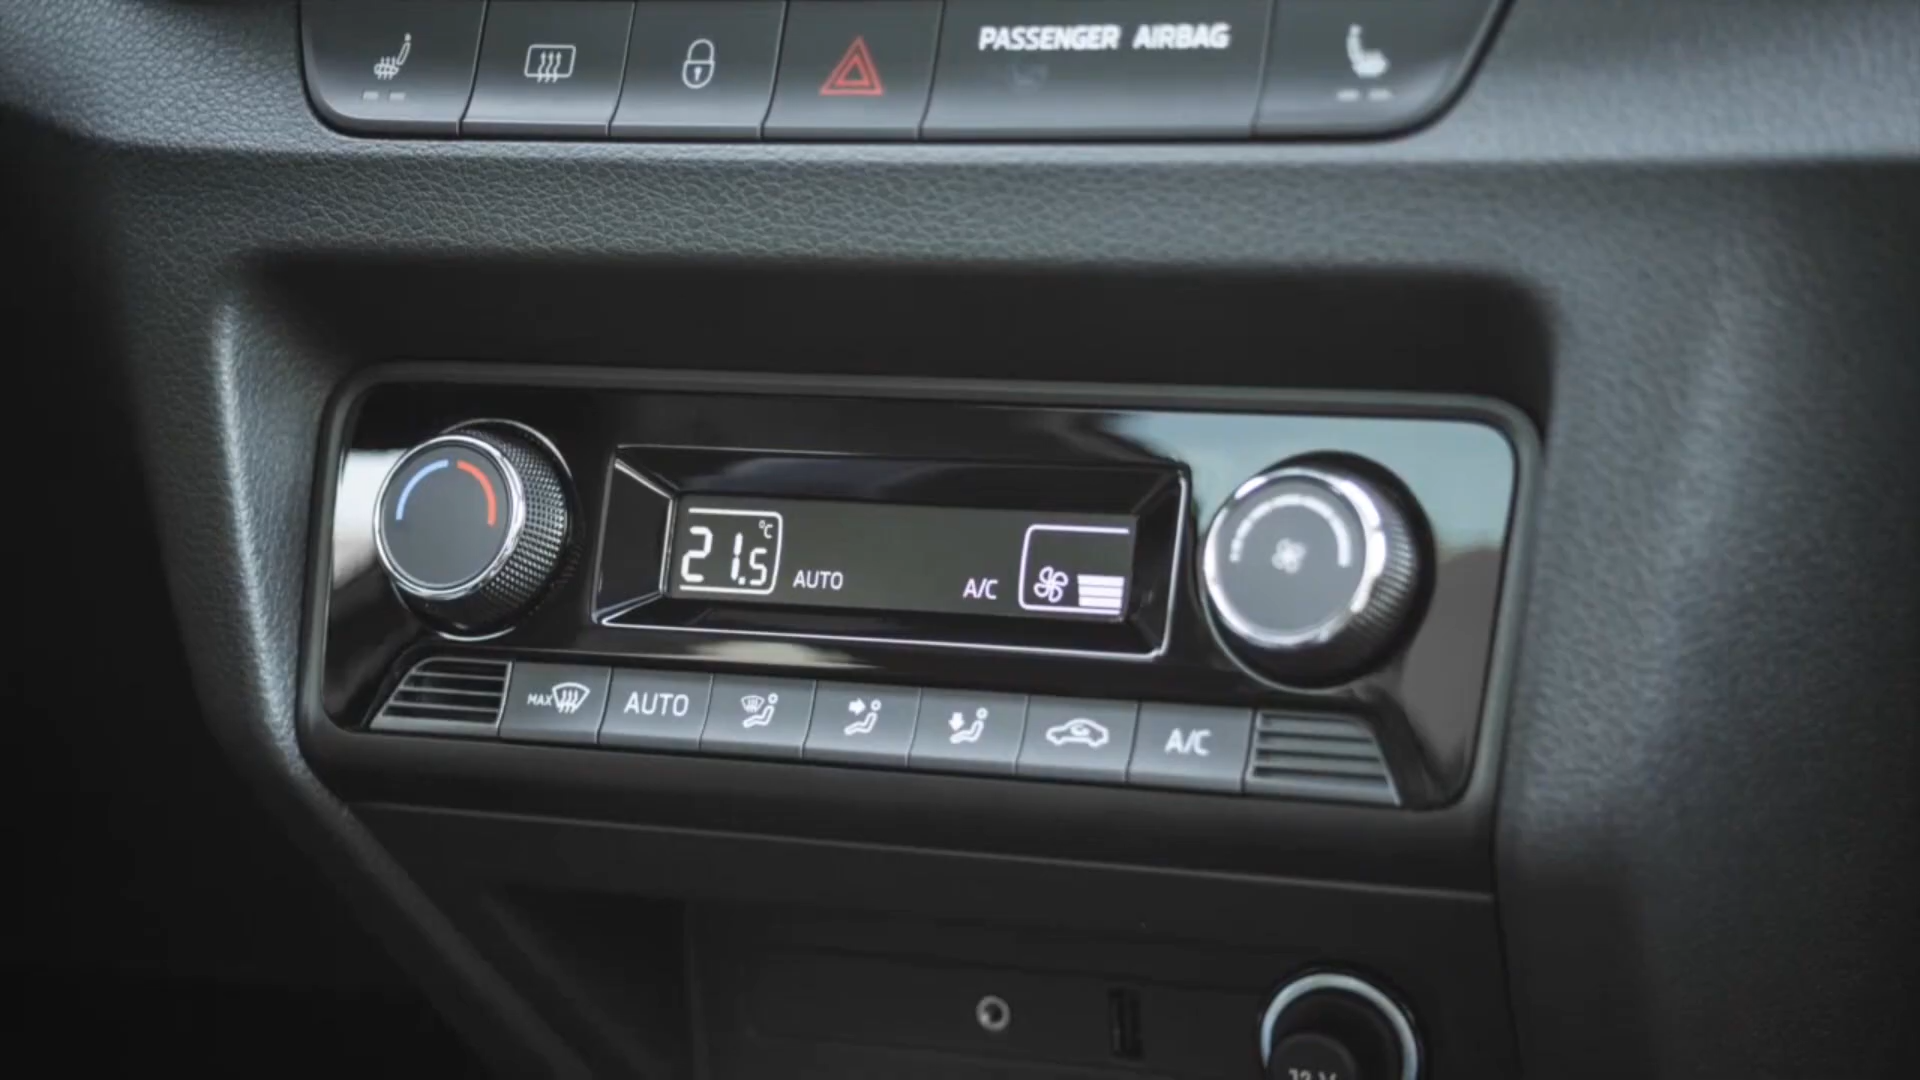 PASSENGER AIRBAG
21.5 °C
AUTO
A/C
MAX
AUTO
A/C
12 V